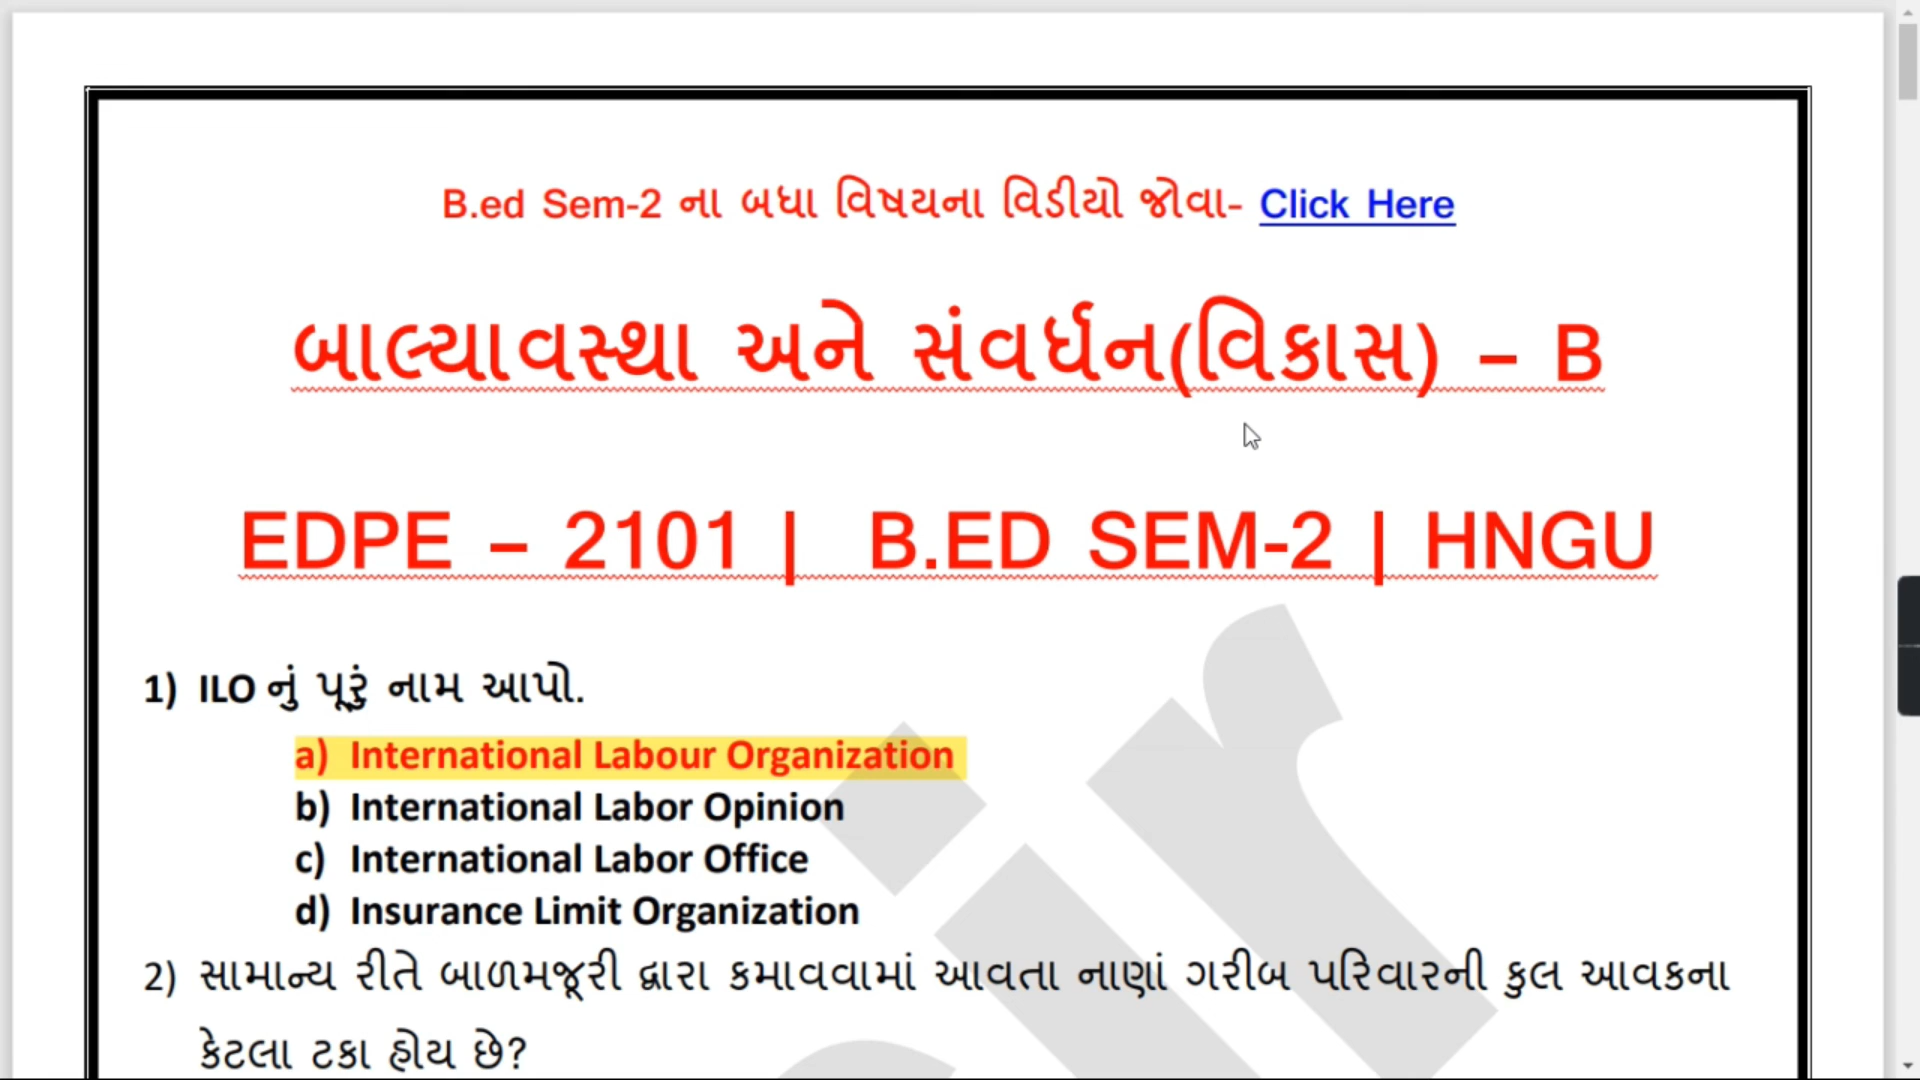 B.ed Sem-2 ના બધા વિષયના વિડીયો જોવા- Click Here
બાલ્યાવસ્થા અને સંવર્ધન(વિકાસ) – B
EDPE – 2101 | B.ED SEM-2 | HNGU
1) ILO નું પૂરું નામ આપો.
a) International Labour Organization
b) International Labor Opinion
c) International Labor Office
d) Insurance Limit Organization
2) સામાન્ય રીતે બાળમજૂરી દ્વારા કમાવવામાં આવતા નાણાં ગરીબ પરિવારની કુલ આવકના
કેટલા ટકા હોય છે?